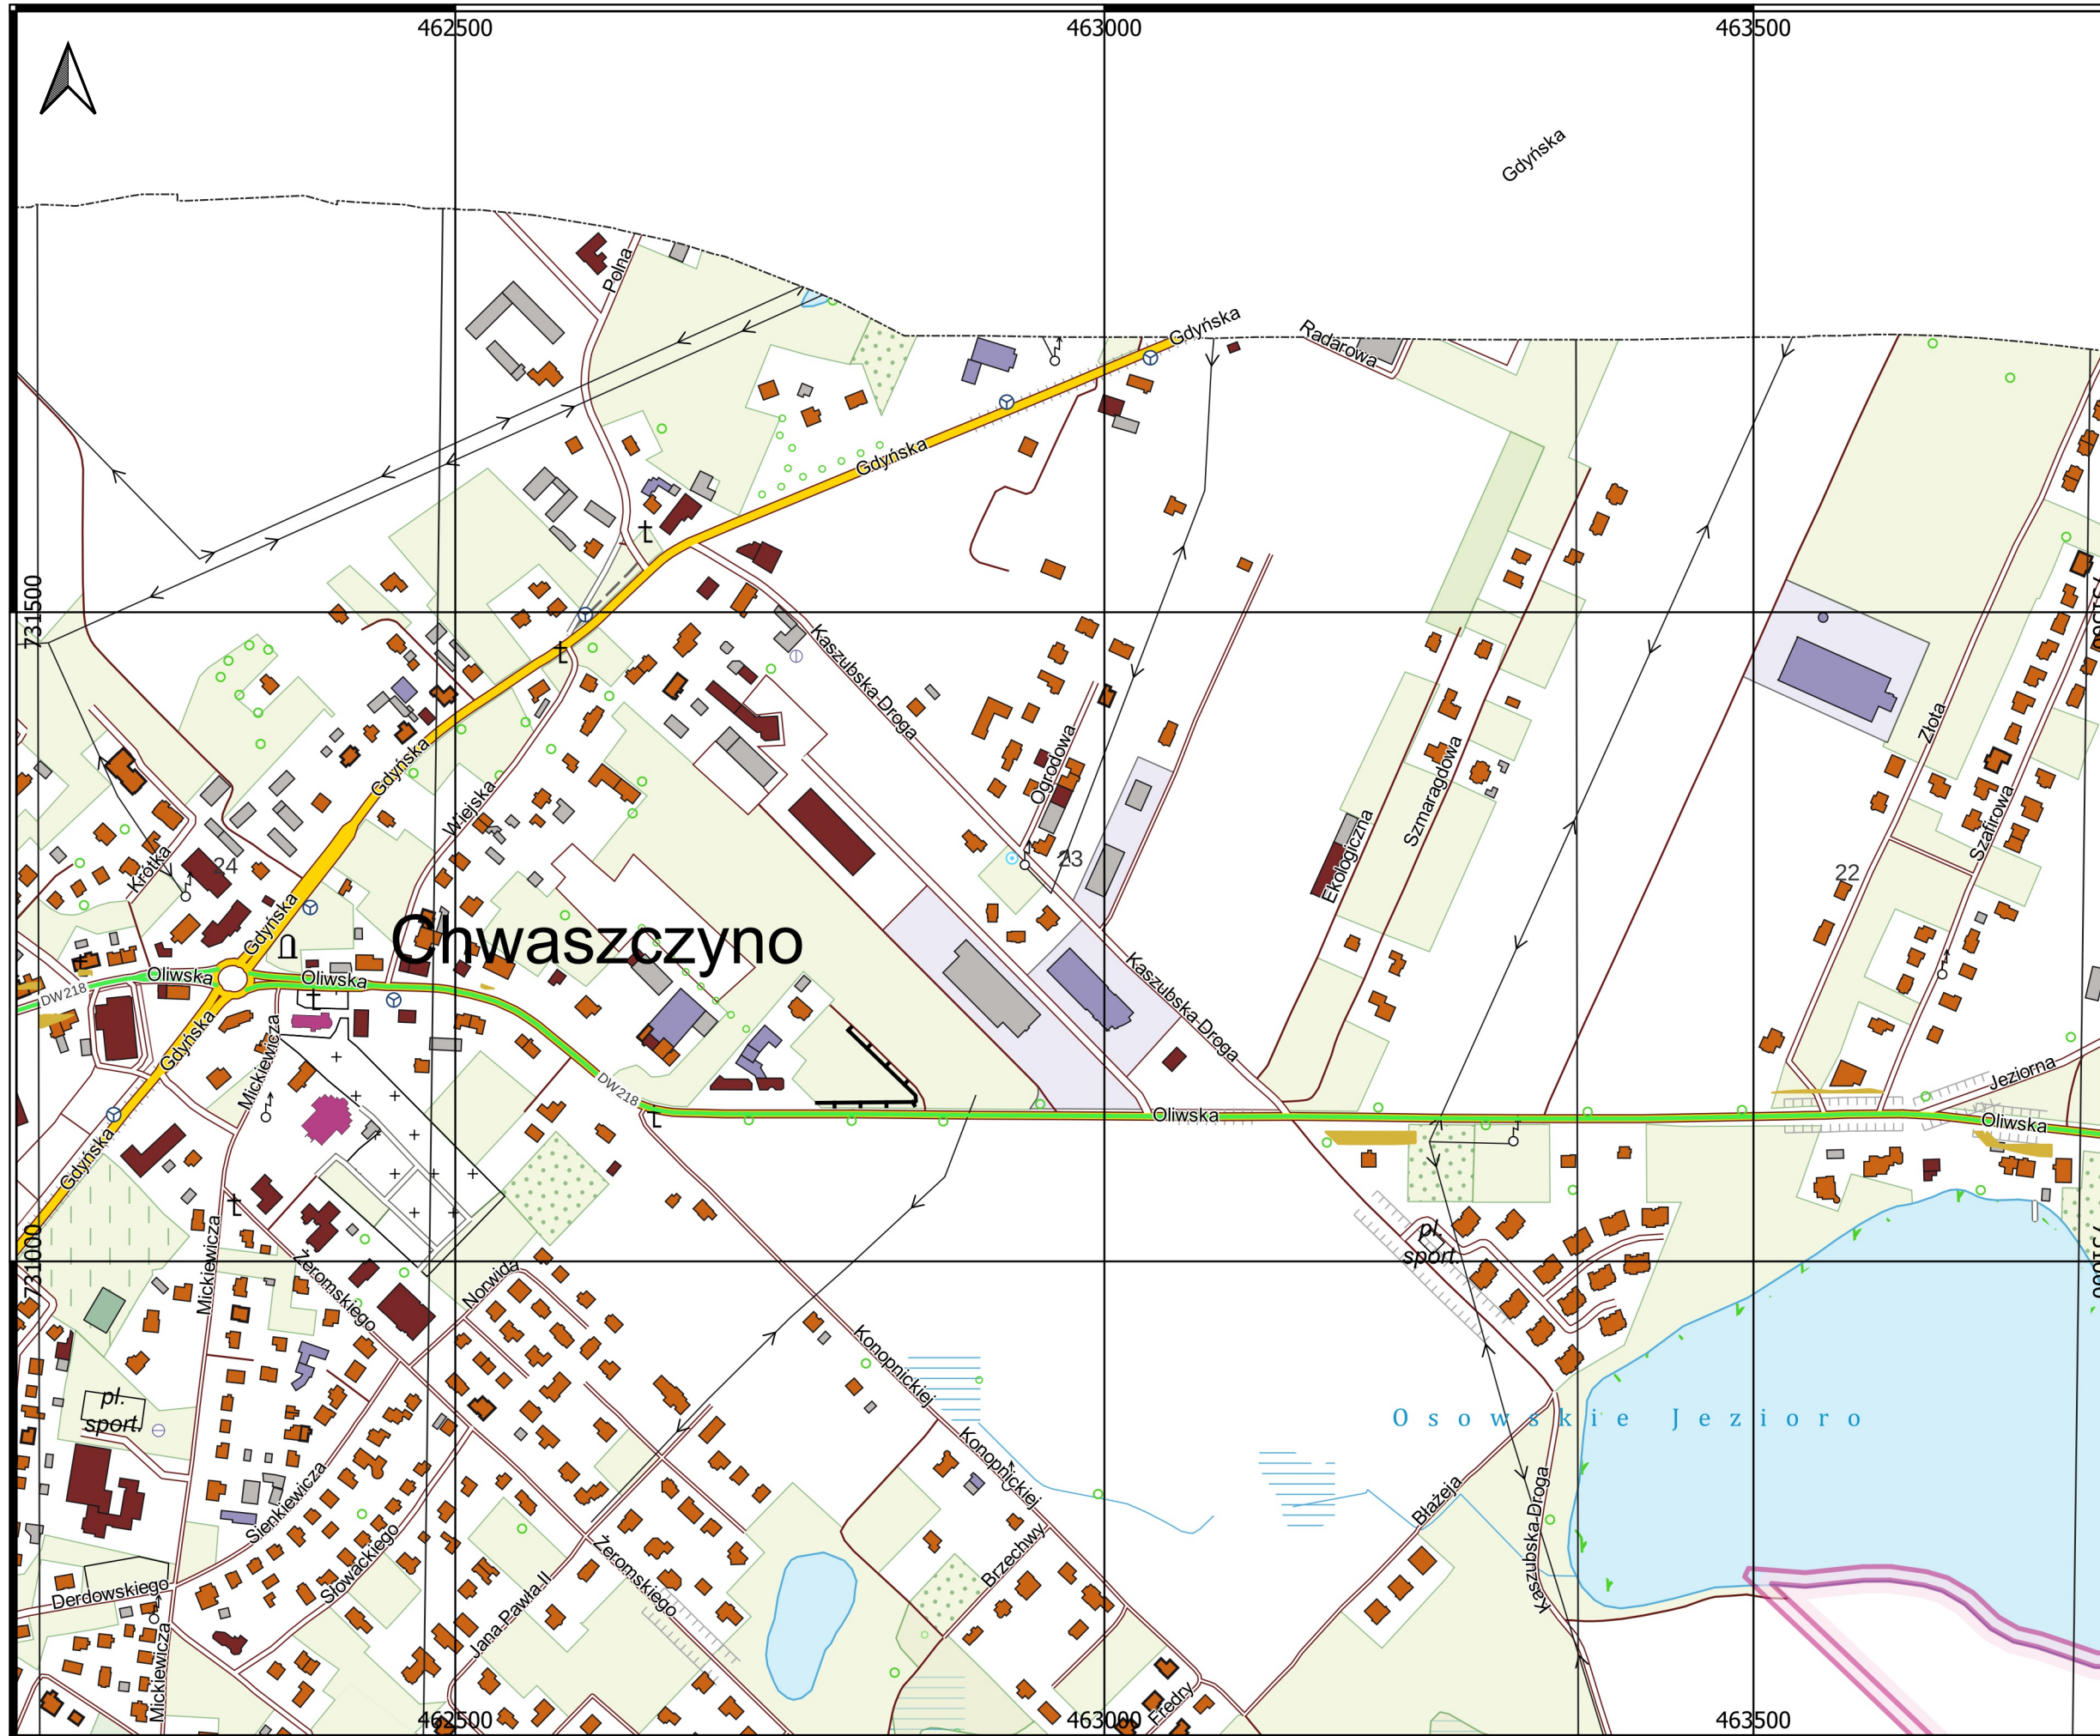 462500
463000
463500
Gdyńska
Polna
Gdyńska
Radarowa
Gdyńska
731500
Kaszubska Droga
Ogrodowa
Złota
Gdyńska
Wiejska
Szmaragdowa
Szafirowa
Ekologiczna
Krótka
24
23
22
Gdyńska
Chwaszczyno
Oliwska
Oliwska
DW218
Kaszubska Droga
Gdyńska
Mickiewicza
DW218
Oliwska
Jeziorna
Oliwska
Gdyńska
731000
pl.
sport.
Mickiewicza
Żeromskiego
Norwida
Konopnickiej
pl.
sport.
Osowskie Jezioro
Konopnickiej
Sienkiewicza
Słowackiego
Błażeja
Kaszubska Droga
Żeromskiego
Brzechwy
Derdowskiego
Jana Pawła II
Mickiewicza
Fredry
462500
463000
463500